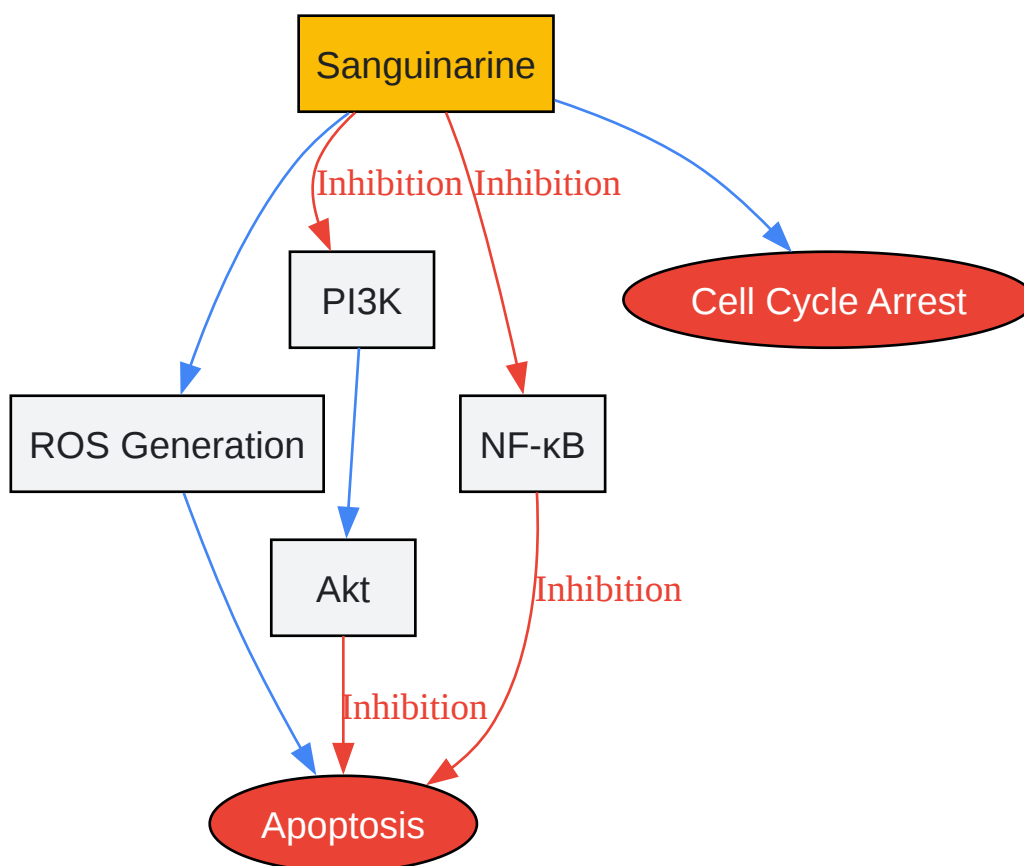 Sanguinarine
Inhibition
Inhibition
PI3K
Cell Cycle Arrest
ROS Generation
NF-κB
Akt
Inhibition
Inhibition
Apoptosis